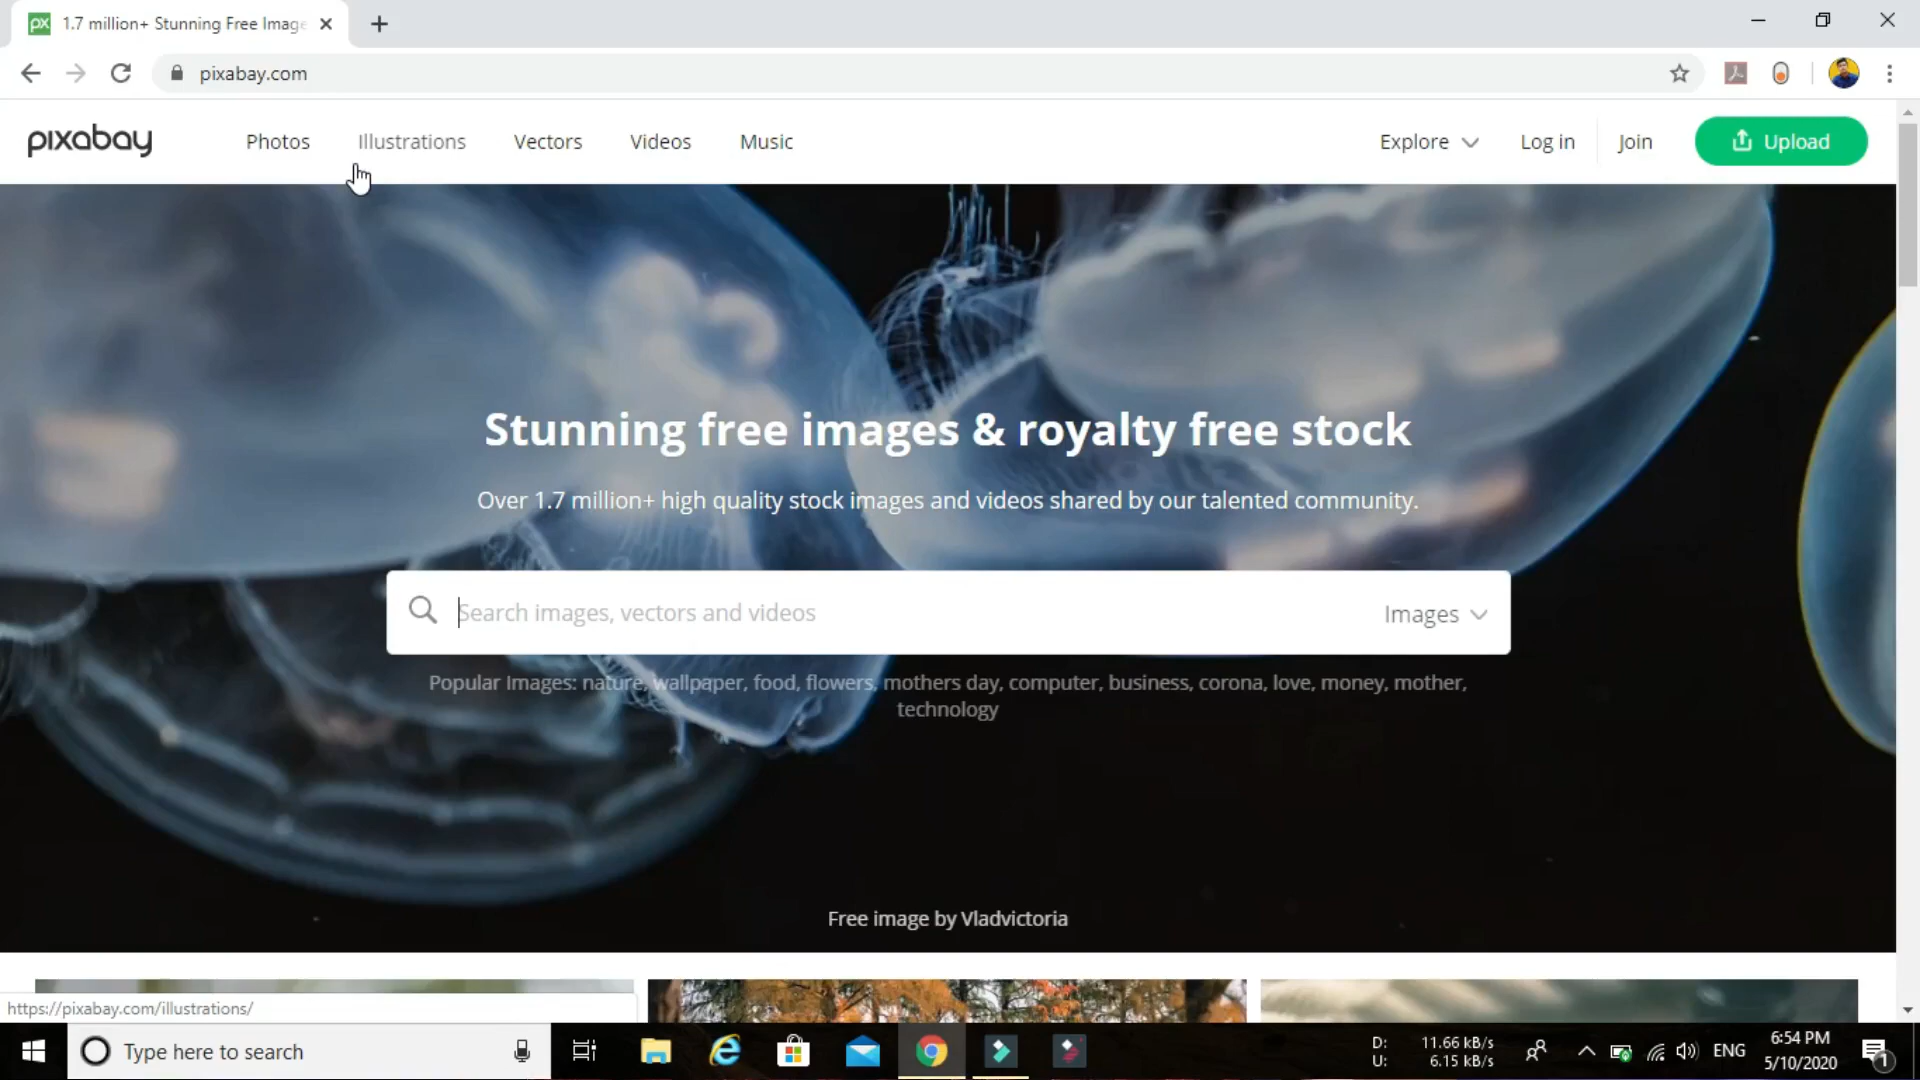 px 1.7 million+ Stunning Free Image
pixabay.com
pixabay Photos Illustrations Vectors Videos Music Explore Log in Join Upload
Stunning free images & royalty free stock
Over 1.7 million+ high quality stock images and videos shared by our talented community.
Search images, vectors and videos Images
Popular Images: nature, wallpaper, food, flowers, mothers day, computer, business, corona, love, money, mother,
technology
Free image by Vladvictoria
https://pixabay.com/illustrations/
Type here to search
D: 11.66 kB/s
U: 6.15 kB/s
ENG
6:54 PM
5/10/2020
1